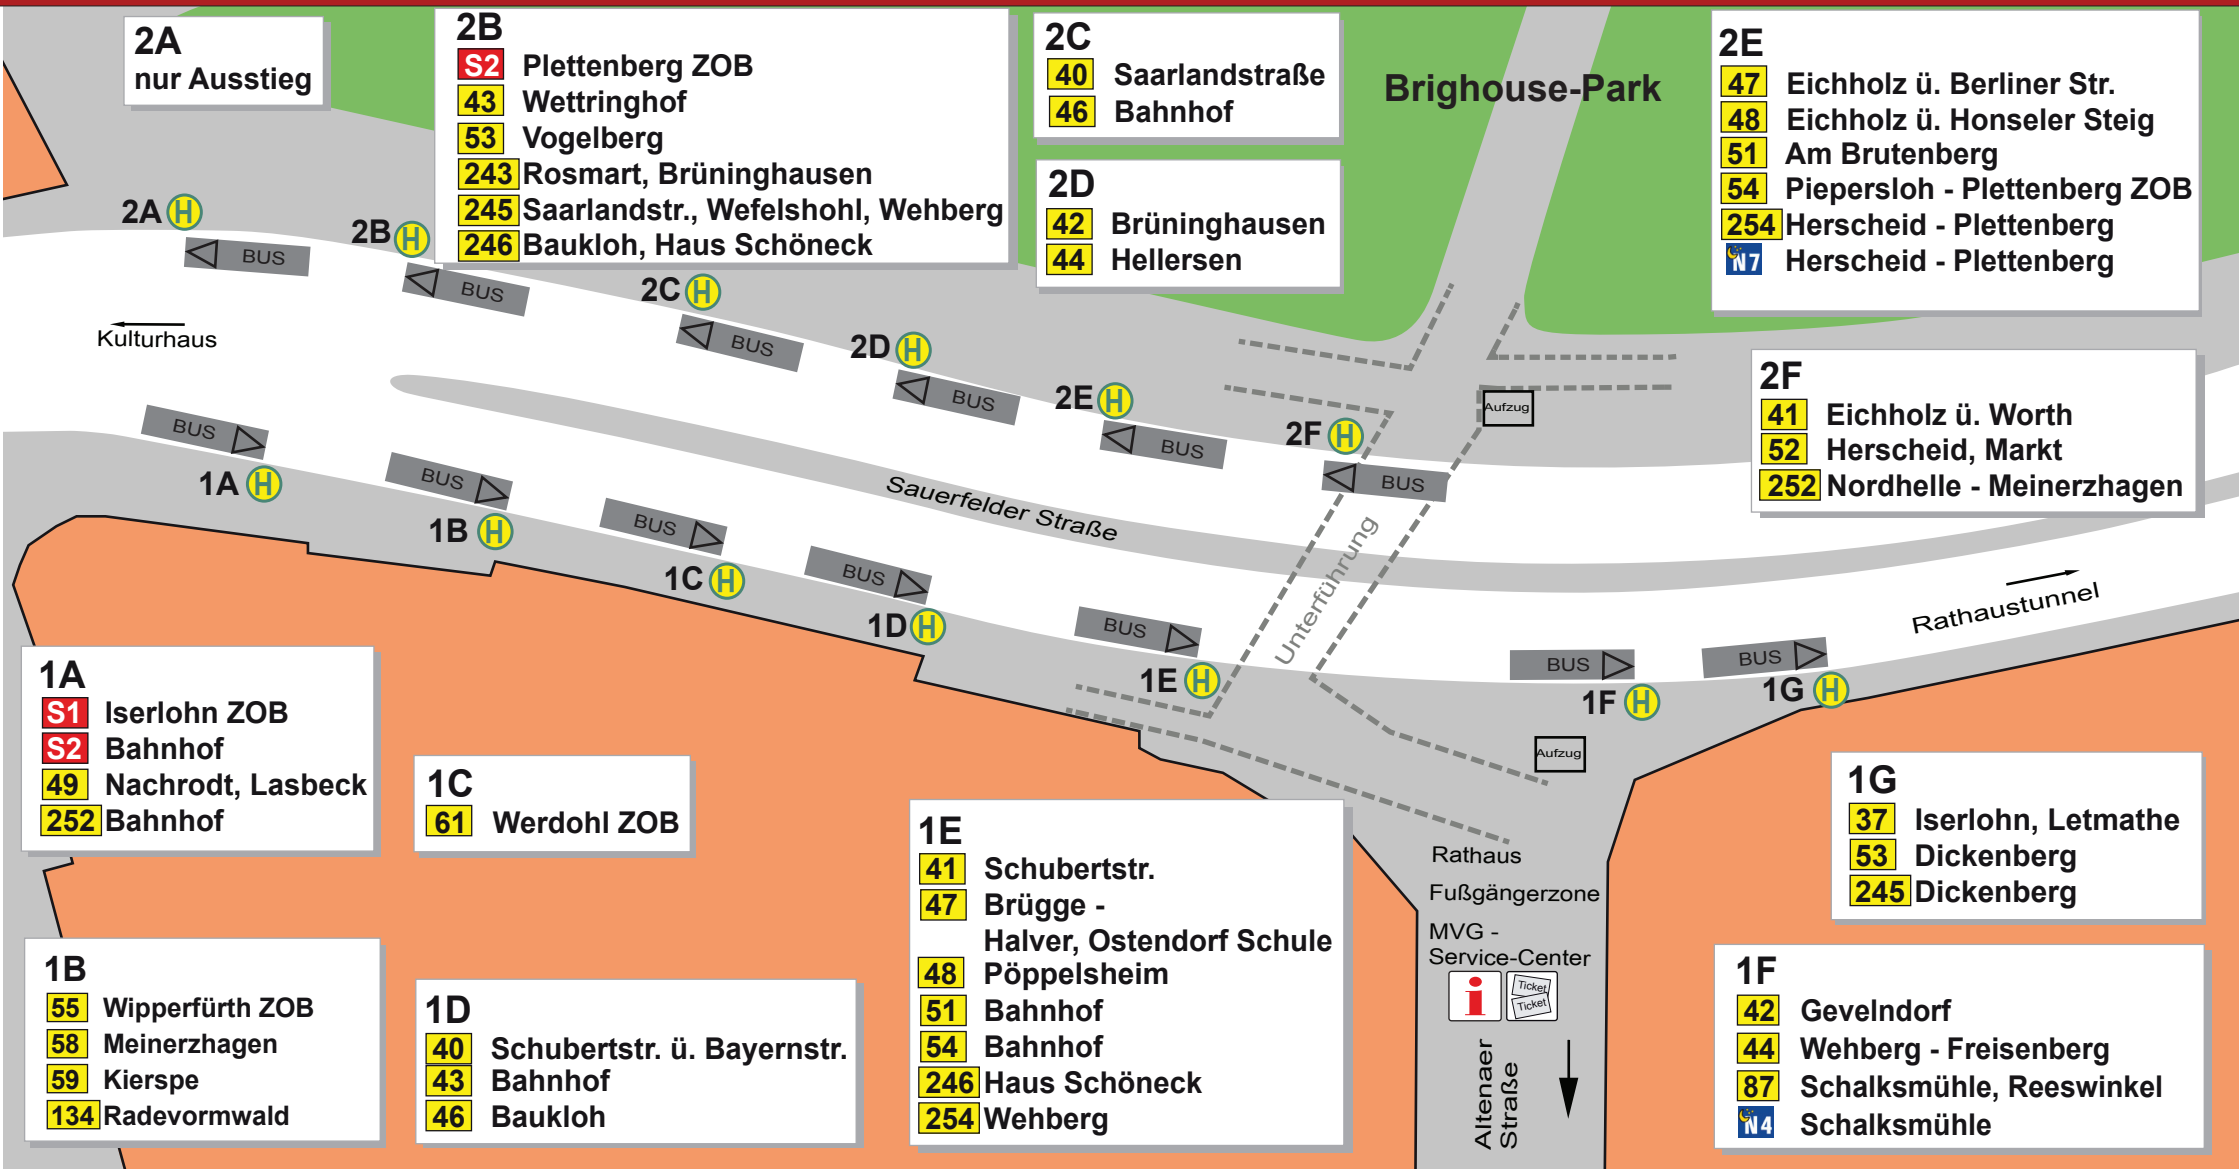 2A
nur Ausstieg
2B
S2 Plettenberg ZOB
43 Wettringhof
53 Vogelberg
243 Rosmart, Brüninghausen
245 Saarlandstr., Wefelshohl, Wehberg
246 Baukloh, Haus Schöneck
2C
40 Saarlandstraße
46 Bahnhof
2D
42 Brüninghausen
44 Hellersen
Brighouse-Park
2E
47 Eichholz ü. Berliner Str.
48 Eichholz ü. Honseler Steig
51 Am Brutenberg
54 Piepersloh - Plettenberg ZOB
254 Herscheid - Plettenberg
N7 Herscheid - Plettenberg
2F
41 Eichholz ü. Worth
52 Herscheid, Markt
252 Nordhelle - Meinerzhagen
2A H
BUS
2B H
BUS
2C H
BUS
2D H
BUS
2E H
BUS
2F H
BUS
Aufzug
Kulturhaus
Sauerfelder Straße
Unterführung
Rathaustunnel
BUS
1A H
BUS
1B H
BUS
1C H
BUS
1D H
BUS
1E H
BUS
1F H
BUS
1G H
Aufzug
1A
S1 Iserlohn ZOB
S2 Bahnhof
49 Nachrodt, Lasbeck
252 Bahnhof
1B
55 Wipperfürth ZOB
58 Meinerzhagen
59 Kierspe
134 Radevormwald
1C
61 Werdohl ZOB
1D
40 Schubertstr. ü. Bayernstr.
43 Bahnhof
46 Baukloh
1E
41 Schubertstr.
47 Brügge -
Halver, Ostendorf Schule
48 Pöppelsheim
51 Bahnhof
54 Bahnhof
246 Haus Schöneck
254 Wehberg
Rathaus
Fußgängerzone
MVG -
Service-Center
i
Ticket
Ticket
Altenaer
Straße
1G
37 Iserlohn, Letmathe
53 Dickenberg
245 Dickenberg
1F
42 Gevelndorf
44 Wehberg - Freisenberg
87 Schalksmühle, Reeswinkel
N4 Schalksmühle